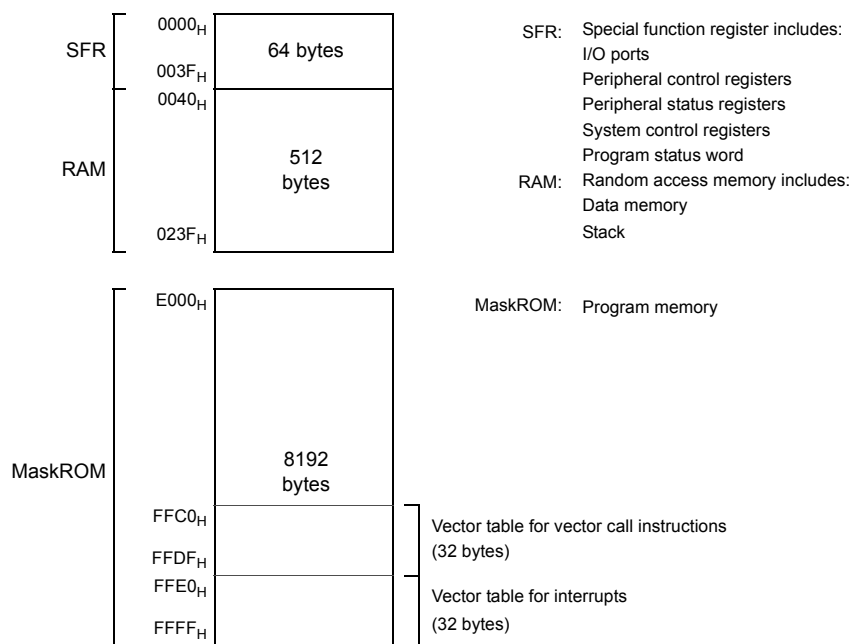 SFR
0000H
64 bytes
003FH
0040H
RAM
512
bytes
023FH
SFR: Special function register includes:
I/O ports
Peripheral control registers
Peripheral status registers
System control registers
Program status word
RAM: Random access memory includes:
Data memory
Stack
E000H
MaskROM: Program memory
MaskROM
8192
bytes
FFC0H
Vector table for vector call instructions
(32 bytes)
FFDFH
FFE0H
Vector table for interrupts
(32 bytes)
FFFFH